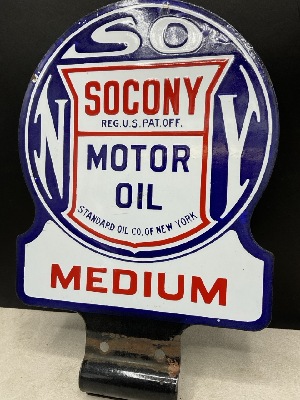 SO
N Y
SOCONY
REG. U.S. PAT. OFF.
MOTOR
OIL
STANDARD OIL CO. OF NEW YORK
MEDIUM